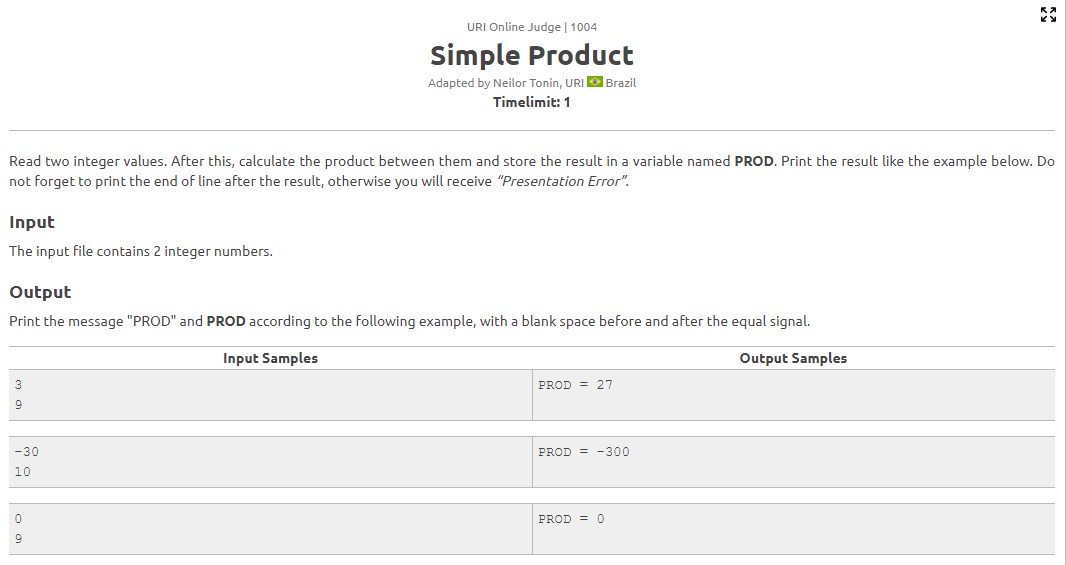 URI Online Judge | 1004
Simple Product
Adapted by Neilor Tonin, URI Brazil
Timelimit: 1
Read two integer values. After this, calculate the product between them and store the result in a variable named PROD. Print the result like the example below. Do
not forget to print the end of line after the result, otherwise you will receive “Presentation Error”.
Input
The input file contains 2 integer numbers.
Output
Print the message "PROD" and PROD according to the following example, with a blank space before and after the equal signal.
Input Samples Output Samples
3 PROD = 27
9
-30 PROD = -300
10
0 PROD = 0
9